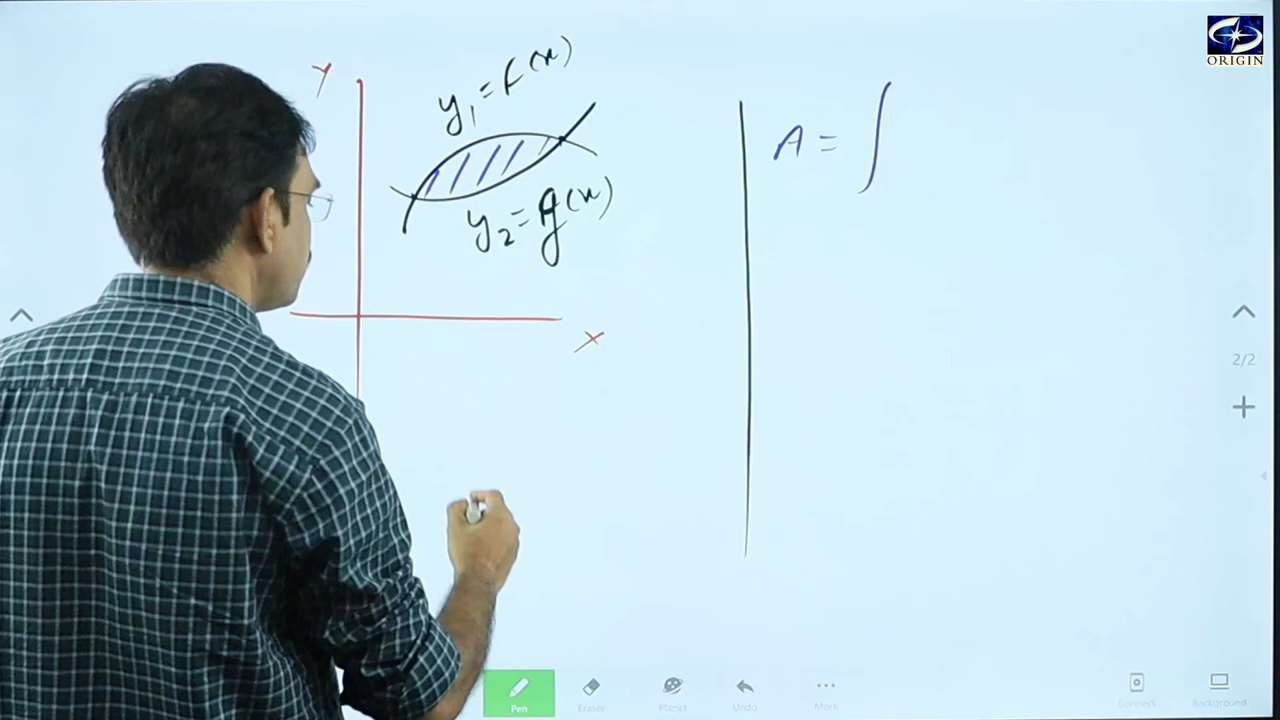 ORIGIN
Y
y₁ = f(x)
y₂ = g(x)
X
A = ∫
2/2
Pen
Eraser
Planet
Undo
More
Connect
Background